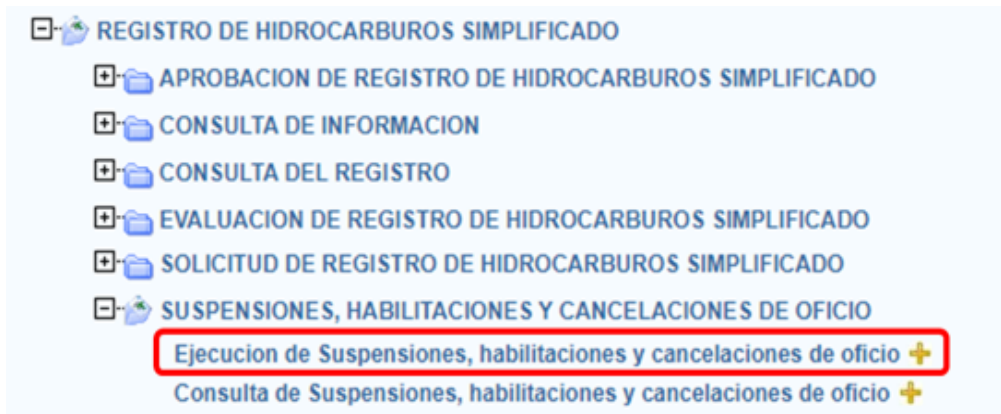 REGISTRO DE HIDROCARBUROS SIMPLIFICADO
APROBACION DE REGISTRO DE HIDROCARBUROS SIMPLIFICADO
CONSULTA DE INFORMACION
CONSULTA DEL REGISTRO
EVALUACION DE REGISTRO DE HIDROCARBUROS SIMPLIFICADO
SOLICITUD DE REGISTRO DE HIDROCARBUROS SIMPLIFICADO
SUSPENSIONES, HABILITACIONES Y CANCELACIONES DE OFICIO
Ejecucion de Suspensiones, habilitaciones y cancelaciones de oficio
Consulta de Suspensiones, habilitaciones y cancelaciones de oficio